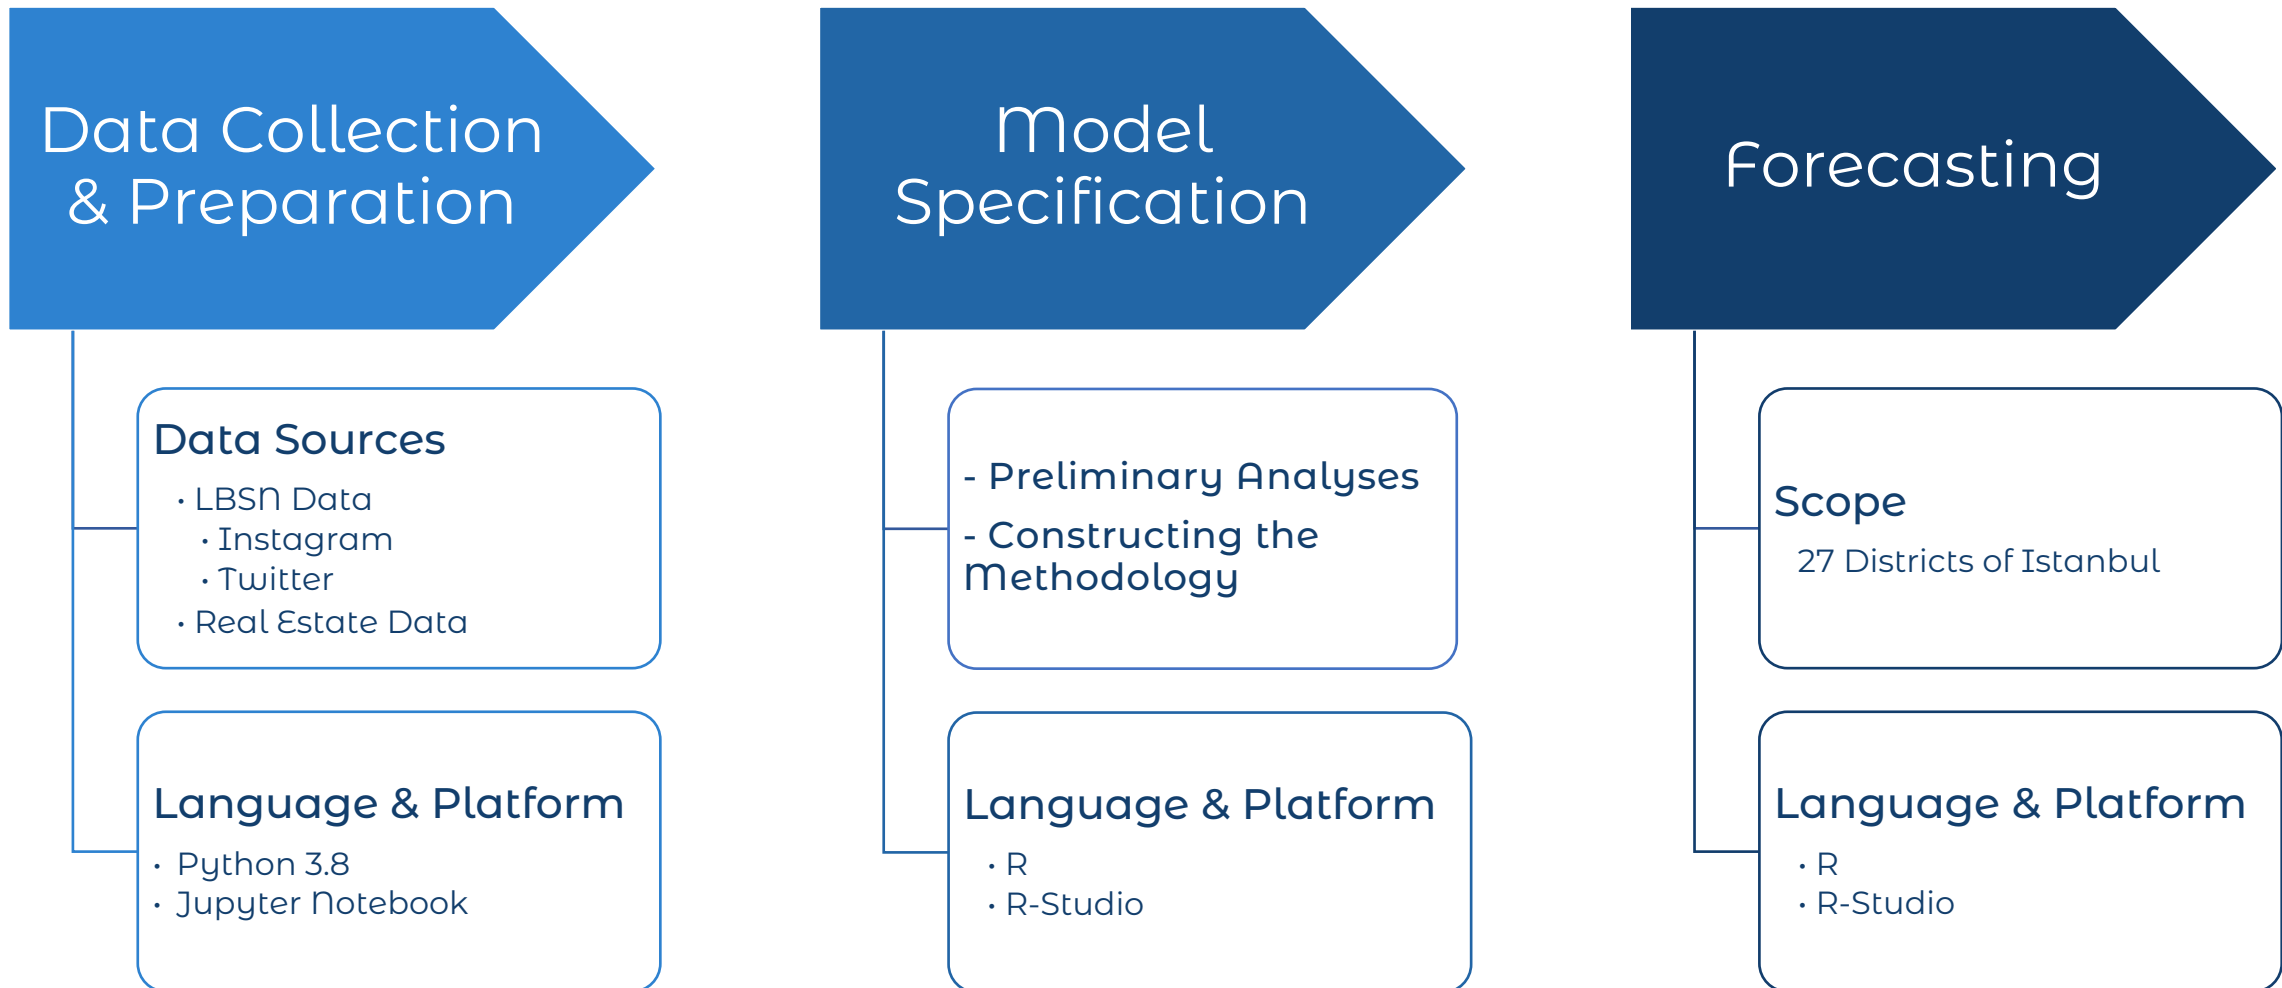 Data Collection
& Preparation
Data Sources
• LBSN Data
• Instagram
• Twitter
• Real Estate Data
Language & Platform
• Python 3.8
• Jupyter Notebook
Model
Specification
- Preliminary Analyses
- Constructing the
Methodology
Language & Platform
• R
• R-Studio
Forecasting
Scope
27 Districts of Istanbul
Language & Platform
• R
• R-Studio